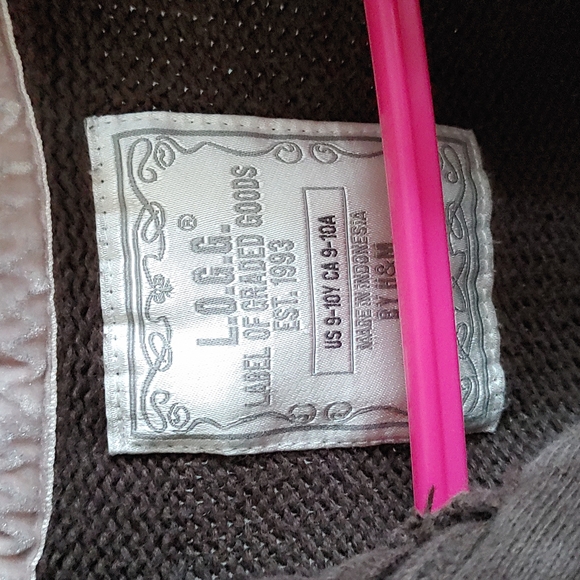 ®
L.O.G.G.
LABEL OF GRADED GOODS
EST. 1993
US 9-10Y CA 9-10A
MADE IN INDONESIA
BY H&M